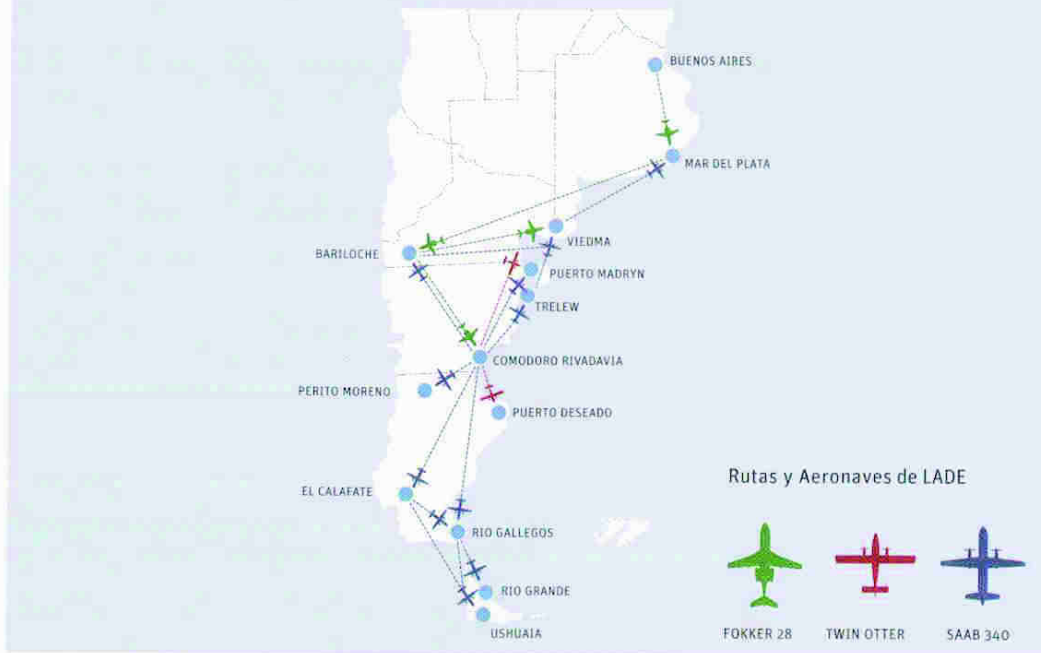 BUENOS AIRES
MAR DEL PLATA
VIEDMA
BARILOCHE
PUERTO MADRYN
TRELEW
COMODORO RIVADAVIA
PERITO MORENO
PUERTO DESEADO
EL CALAFATE
RIO GALLEGOS
RIO GRANDE
USHUAIA
Rutas y Aeronaves de LADE
FOKKER 28
TWIN OTTER
SAAB 340